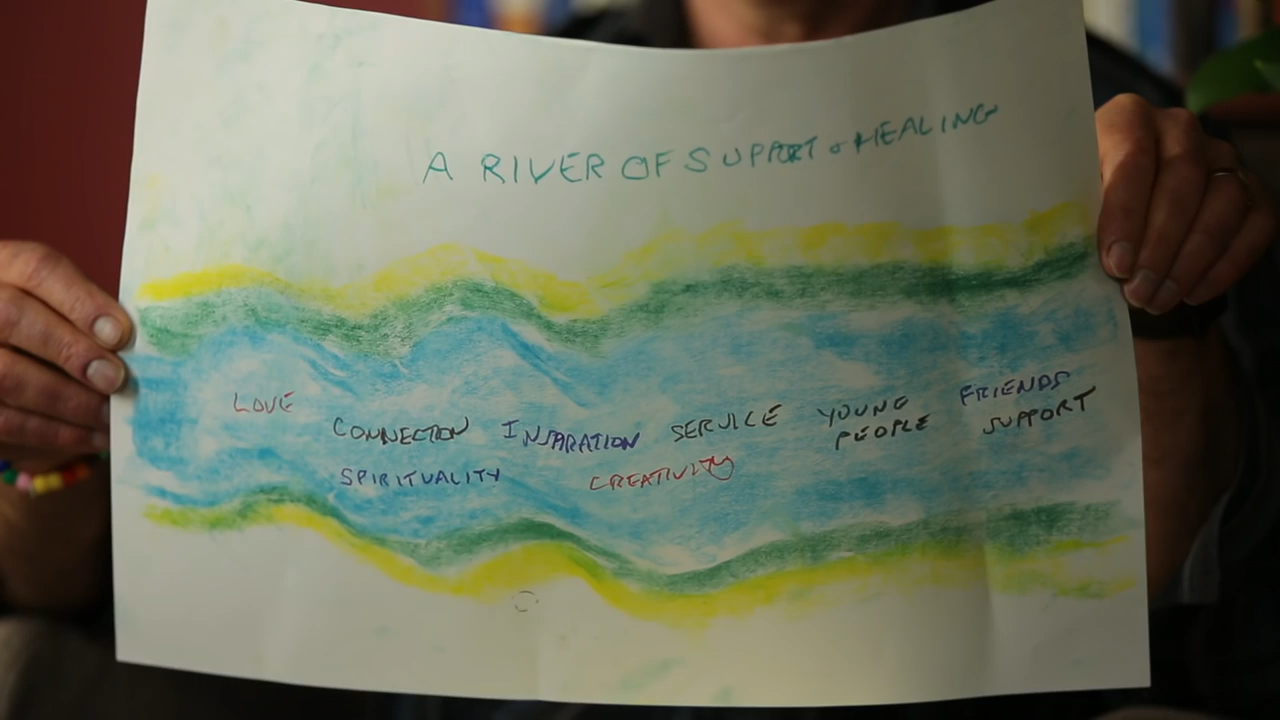 A RIVER OF SUPPORT & HEALING
LOVE
CONNECTION INSPIRATION SERVICE YOUNG PEOPLE FRIENDS SUPPORT
SPIRITUALITY CREATIVITY